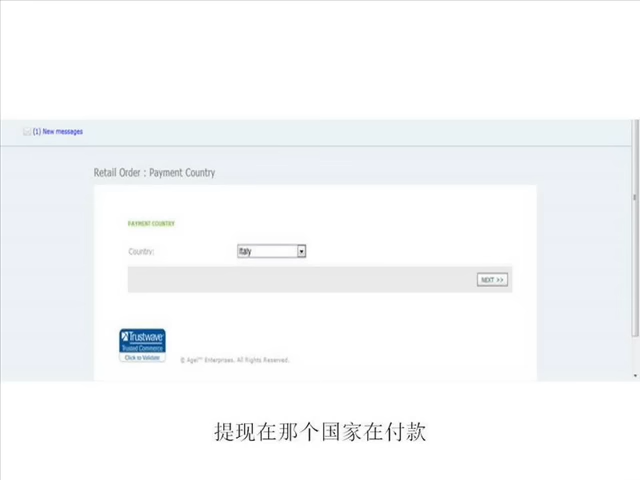 (1) New messages
Retail Order : Payment Country
PAYMENT COUNTRY
Country:
Italy
NEXT >>
Trustwave
Trusted Commerce
Click to Validate
© Agel™ Enterprises. All Rights Reserved.
提现在那个国家在付款